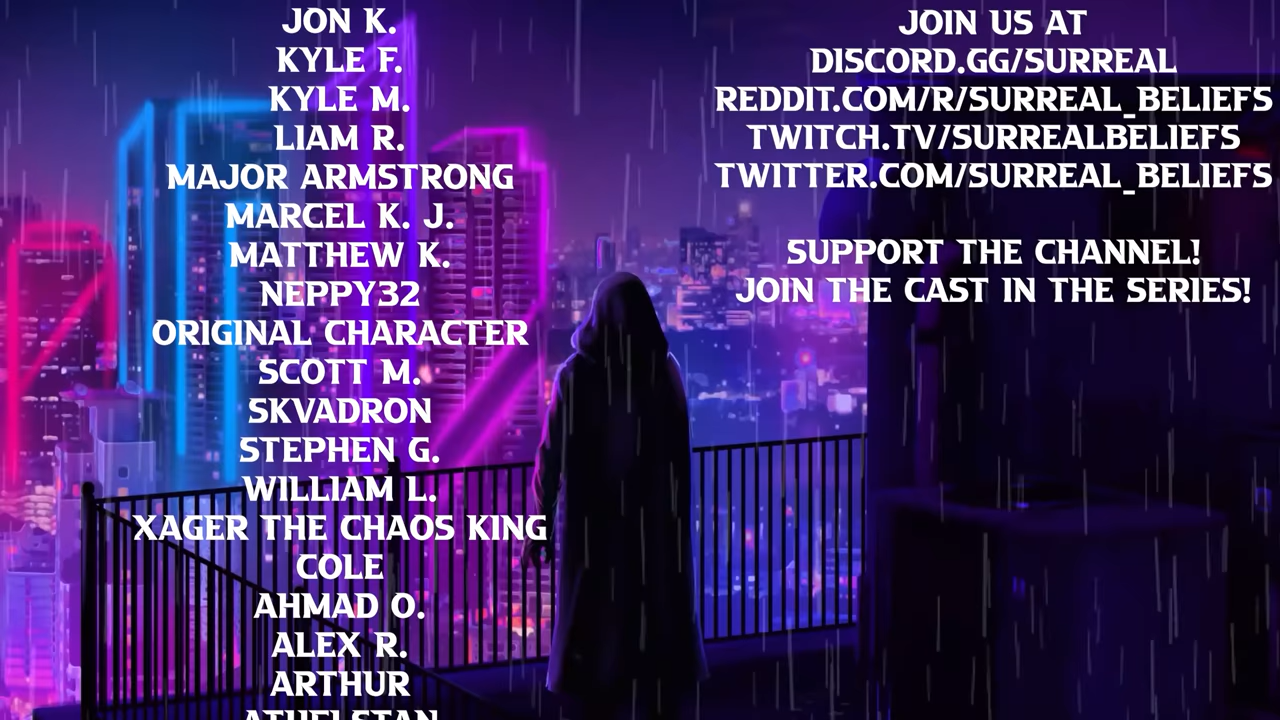 JON K.
KYLE F.
KYLE M.
LIAM R.
MAJOR ARMSTRONG
MARCEL K. J.
MATTHEW K.
NEPPY32
ORIGINAL CHARACTER
SCOTT M.
SKVADRON
STEPHEN G.
WILLIAM L.
XAGER THE CHAOS KING
COLE
AHMAD O.
ALEX R.
ARTHUR
ATHELSTAN
JOIN US AT
DISCORD.GG/SURREAL
REDDIT.COM/R/SURREAL_BELIEFS
TWITCH.TV/SURREALBELIEFS
TWITTER.COM/SURREAL_BELIEFS
SUPPORT THE CHANNEL!
JOIN THE CAST IN THE SERIES!